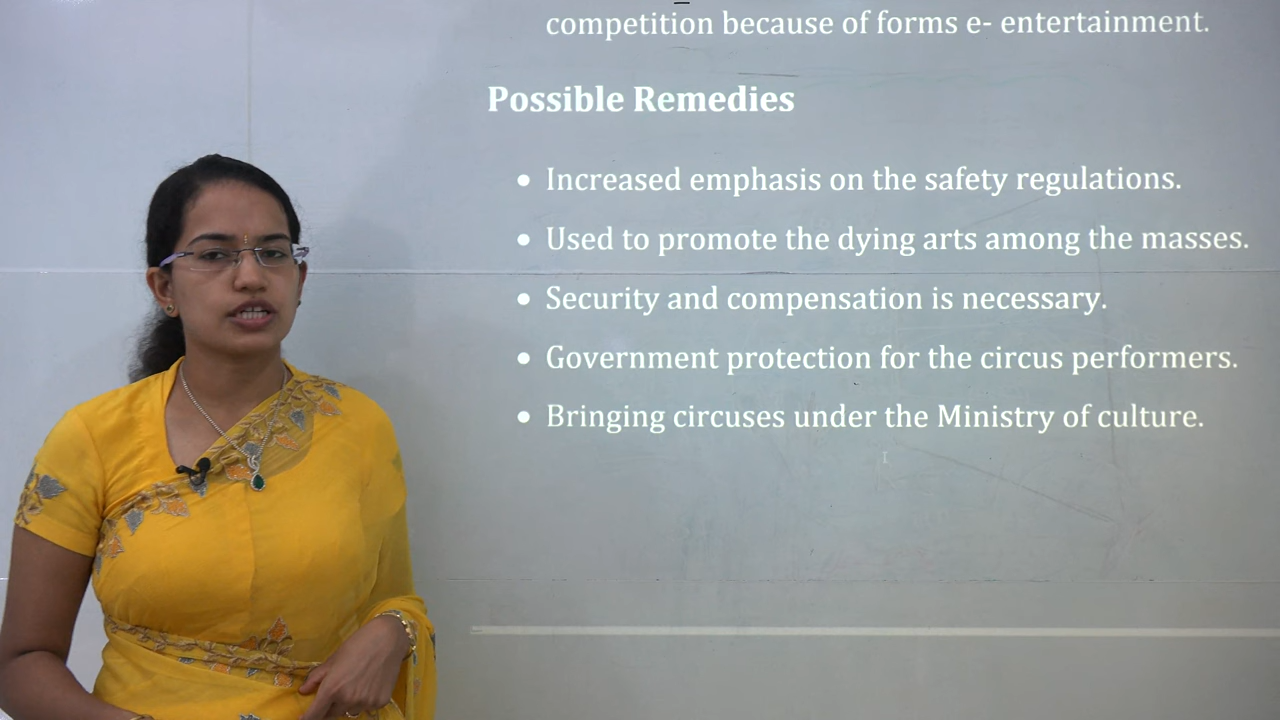 competition because of forms e- entertainment.
Possible Remedies
• Increased emphasis on the safety regulations.
• Used to promote the dying arts among the masses.
• Security and compensation is necessary.
• Government protection for the circus performers.
• Bringing circuses under the Ministry of culture.